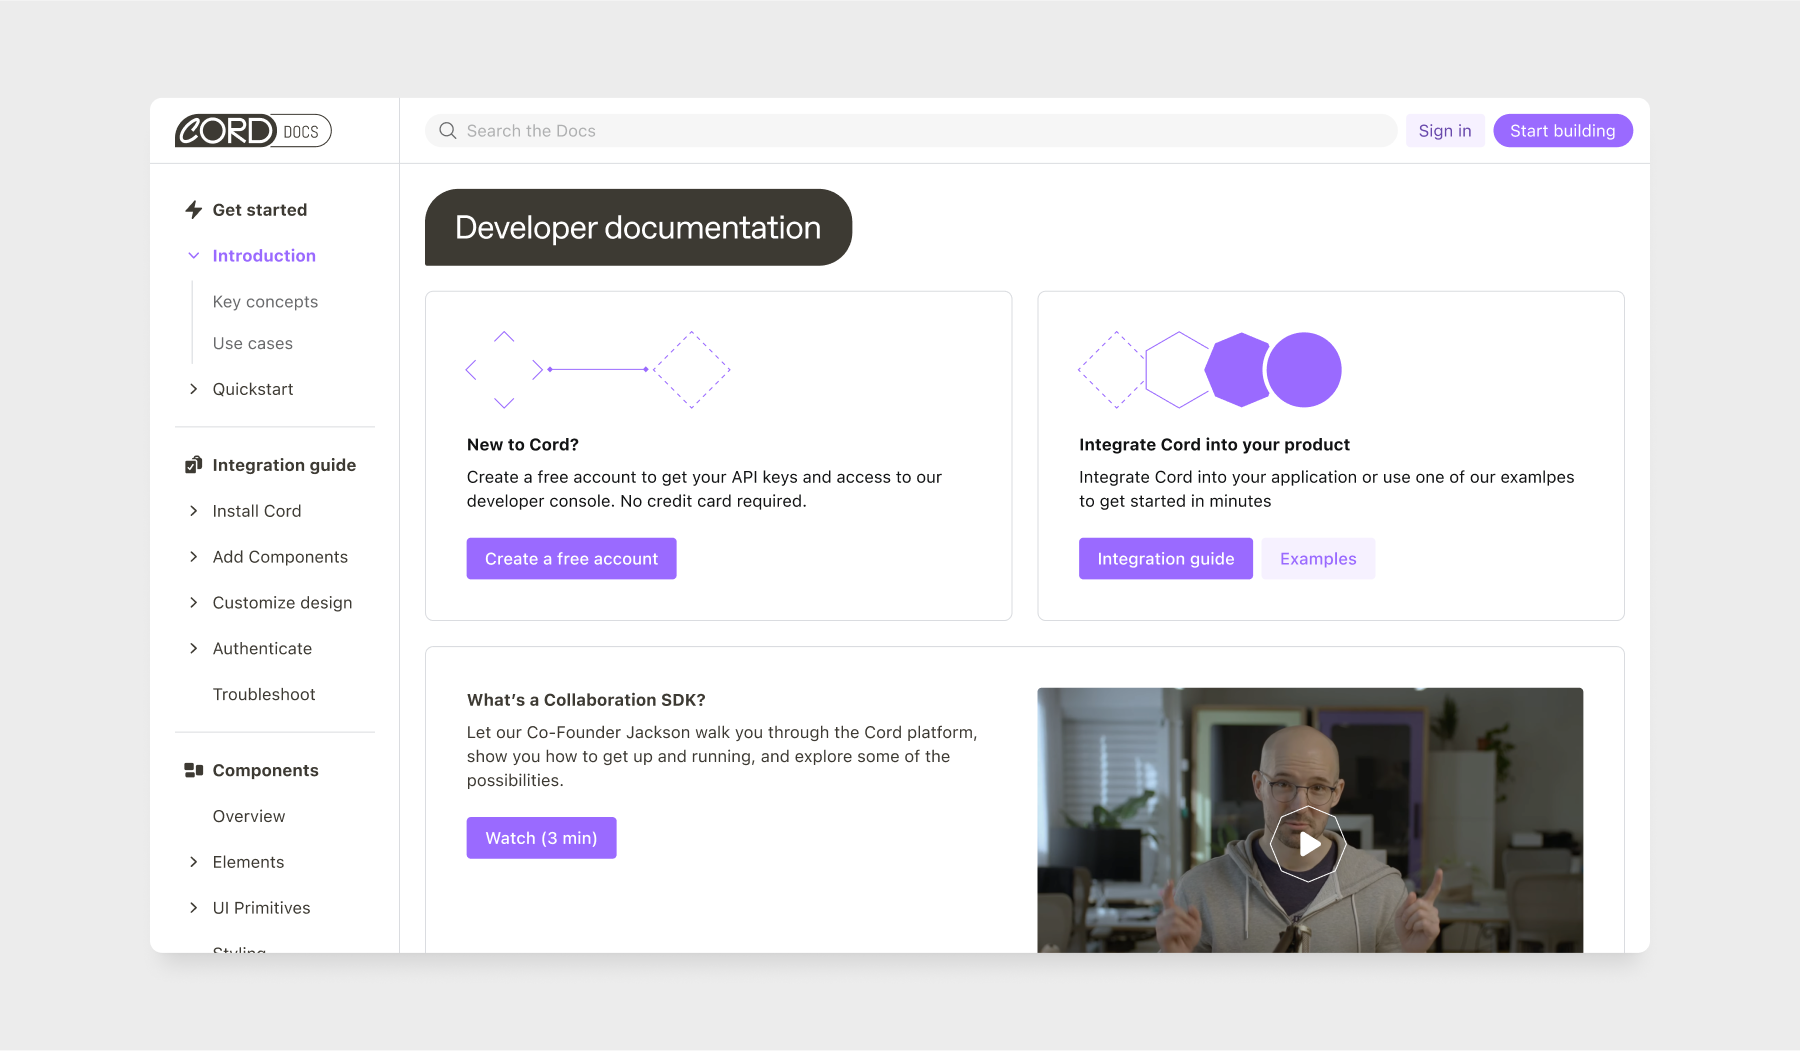 CORD DOCS
Search the Docs
Sign in
Start building
Get started
Introduction
Key concepts
Use cases
Quickstart
Integration guide
Install Cord
Add Components
Customize design
Authenticate
Troubleshoot
Components
Overview
Elements
UI Primitives
Styling
Developer documentation
New to Cord?
Create a free account to get your API keys and access to our
developer console. No credit card required.
Create a free account
Integrate Cord into your product
Integrate Cord into your application or use one of our examlpes
to get started in minutes
Integration guide
Examples
What’s a Collaboration SDK?
Let our Co-Founder Jackson walk you through the Cord platform,
show you how to get up and running, and explore some of the
possibilities.
Watch (3 min)